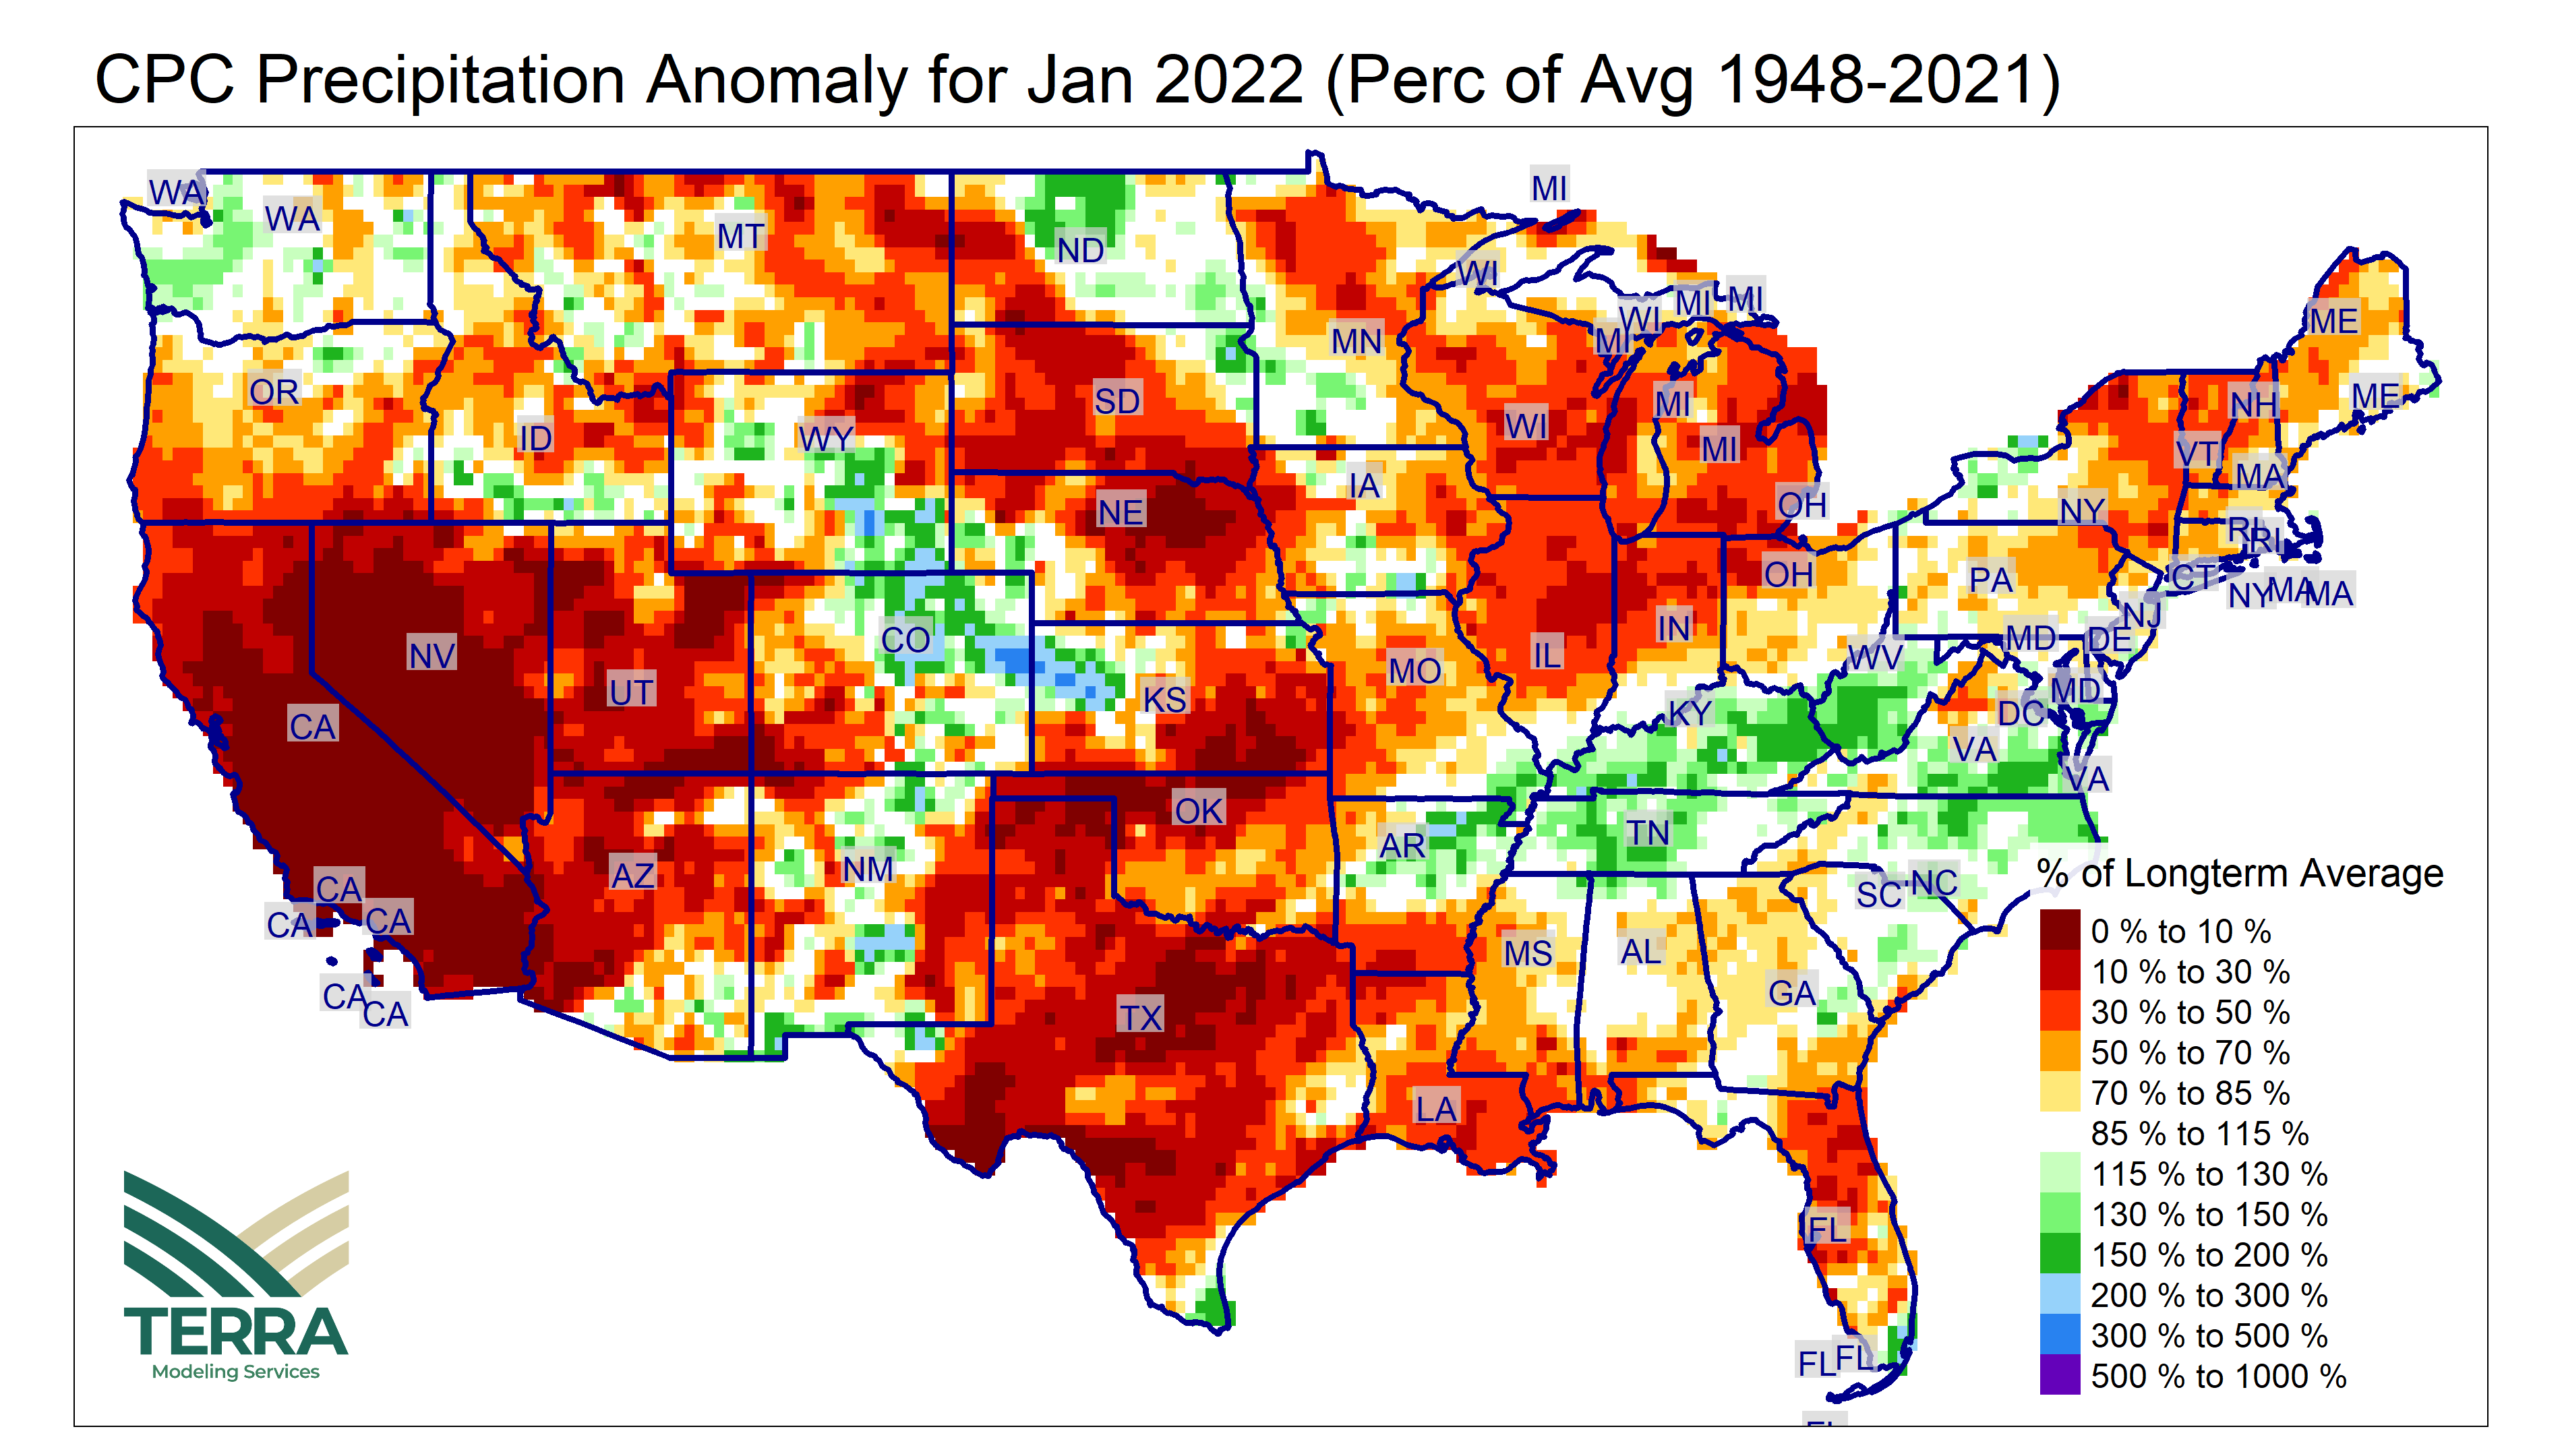 CPC Precipitation Anomaly for Jan 2022 (Perc of Avg 1948-2021)
MI
WA
WA
MT
ND
WI
MI
MI
WI
MI
MN
ME
OR
ID
WY
SD
WI
MI
MI
NH
ME
VT
MA
IA
NE
OH
NY
RI
RI
OH
PA
CT
NY
MA
MA
NJ
CO
NV
UT
KS
MO
IL
IN
WV
MD
DE
MD
CA
KY
DC
VA
VA
OK
AR
TN
NM
AZ
CA
CA
CA
SC
NC
MS
AL
GA
CA
CA
TX
LA
FL
FL
FL
% of Longterm Average
0 % to 10 %
10 % to 30 %
30 % to 50 %
50 % to 70 %
70 % to 85 %
85 % to 115 %
115 % to 130 %
130 % to 150 %
150 % to 200 %
200 % to 300 %
300 % to 500 %
500 % to 1000 %
TERRA
Modeling Services